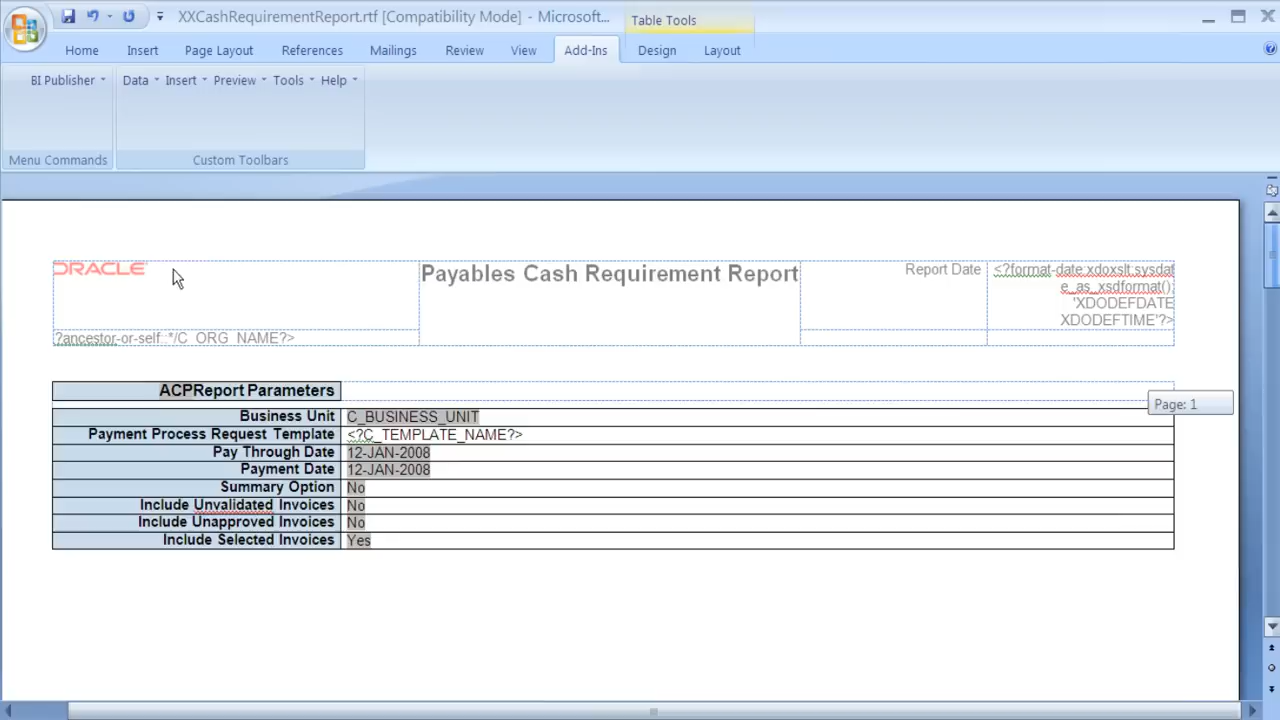 XXCashRequirementReport.rtf [Compatibility Mode] - Microsoft...
Table Tools
Home Insert Page Layout References Mailings Review View Add-Ins Design Layout
BI Publisher Data Insert Preview Tools Help
Menu Commands Custom Toolbars
ORACLE
Payables Cash Requirement Report
Report Date
<?format-date:xdoxslt:sysdat
e_as_xsdformat();
'XDODEFDATE
XDODEFTIME'?>
?ancestor-or-self::*/C_ORG_NAME?>
ACPReport Parameters
Page: 1
Business Unit C_BUSINESS_UNIT
Payment Process Request Template <?C_TEMPLATE_NAME?>
Pay Through Date 12-JAN-2008
Payment Date 12-JAN-2008
Summary Option No
Include Unvalidated Invoices No
Include Unapproved Invoices No
Include Selected Invoices Yes